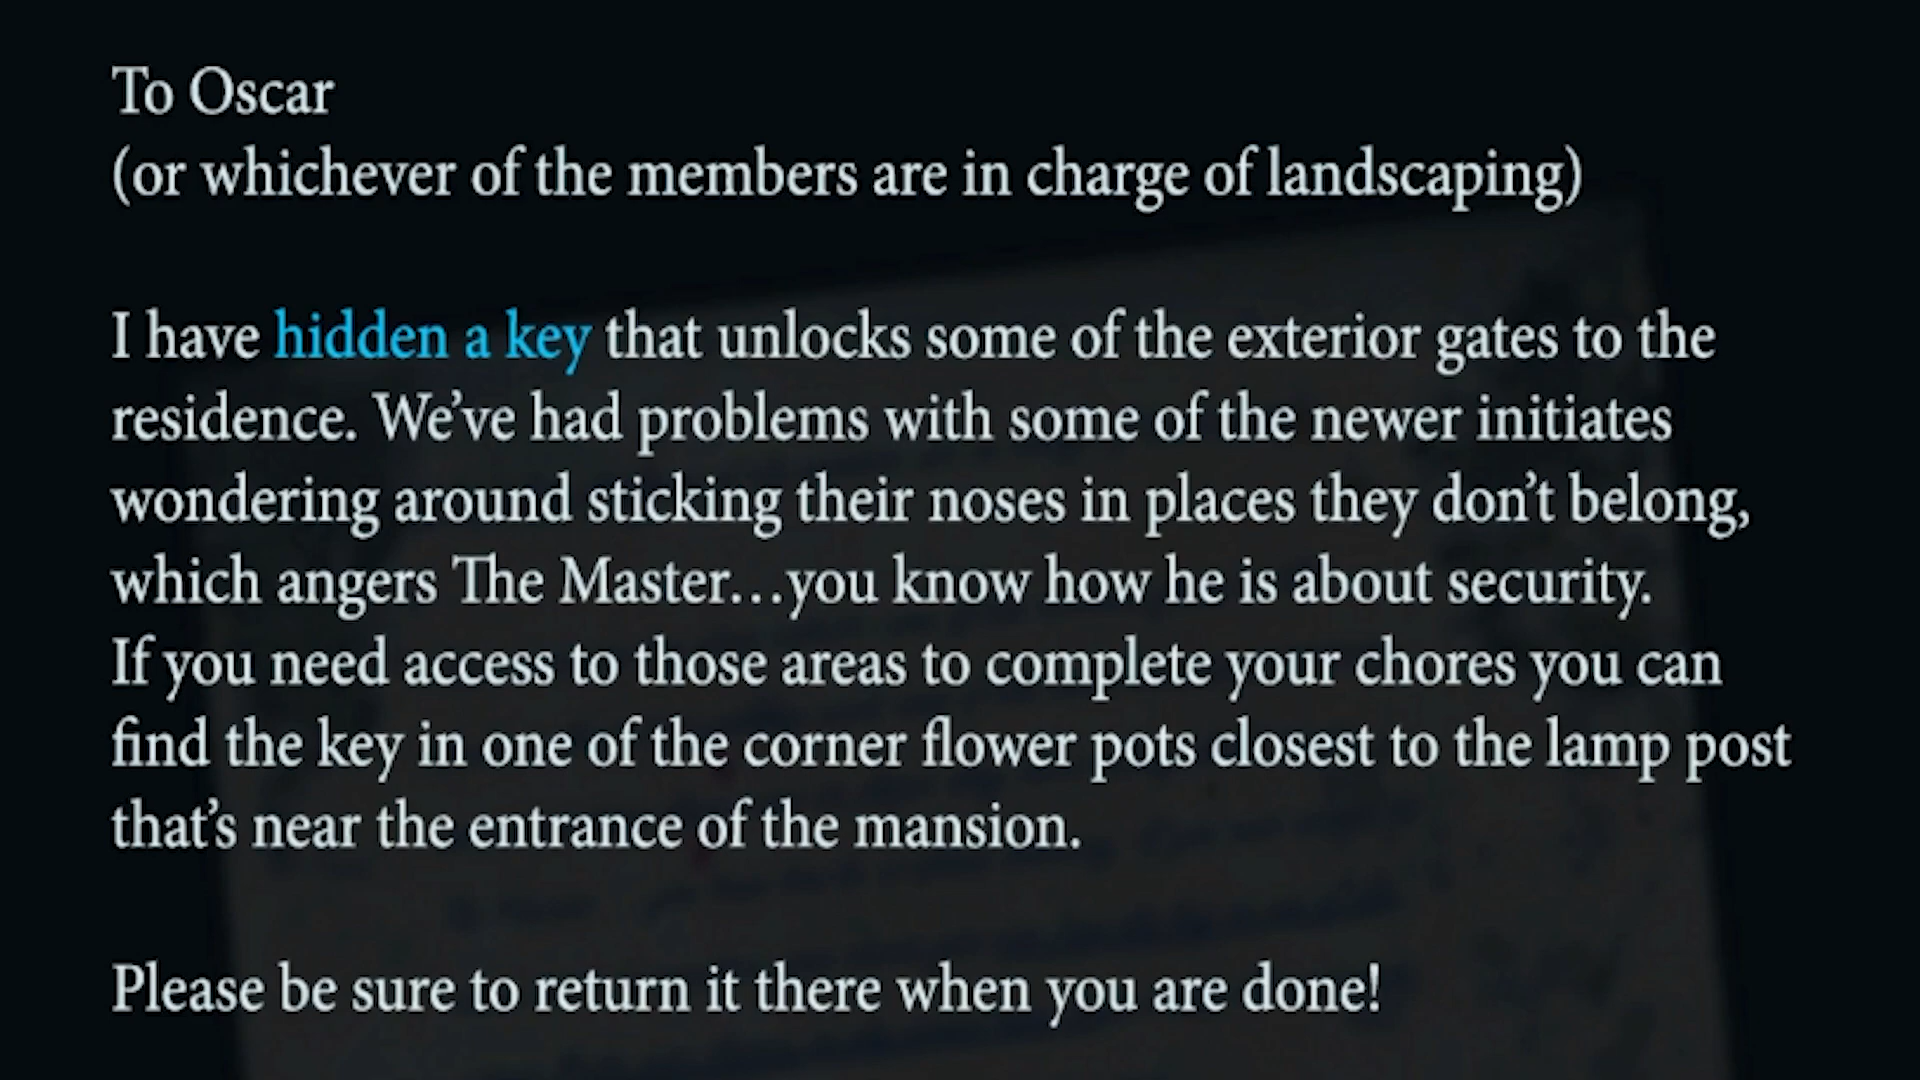 To Oscar
(or whichever of the members are in charge of landscaping)
I have hidden a key that unlocks some of the exterior gates to the
residence. We’ve had problems with some of the newer initiates
wondering around sticking their noses in places they don’t belong,
which angers The Master…you know how he is about security.
If you need access to those areas to complete your chores you can
find the key in one of the corner flower pots closest to the lamp post
that’s near the entrance of the mansion.
Please be sure to return it there when you are done!